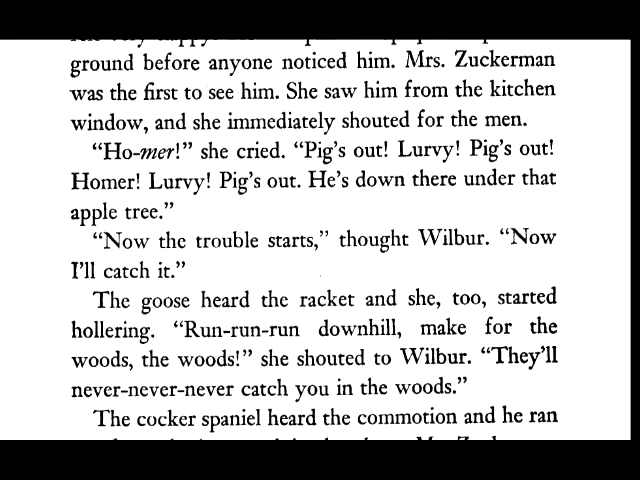 ground before anyone noticed him. Mrs. Zuckerman
was the first to see him. She saw him from the kitchen
window, and she immediately shouted for the men.
“Ho-mer!” she cried. “Pig’s out! Lurvy! Pig’s out!
Homer! Lurvy! Pig’s out. He’s down there under that
apple tree.”
“Now the trouble starts,” thought Wilbur. “Now
I’ll catch it.”
The goose heard the racket and she, too, started
hollering. “Run-run-run downhill, make for the
woods, the woods!” she shouted to Wilbur. “They’ll
never-never-never catch you in the woods.”
The cocker spaniel heard the commotion and he ran